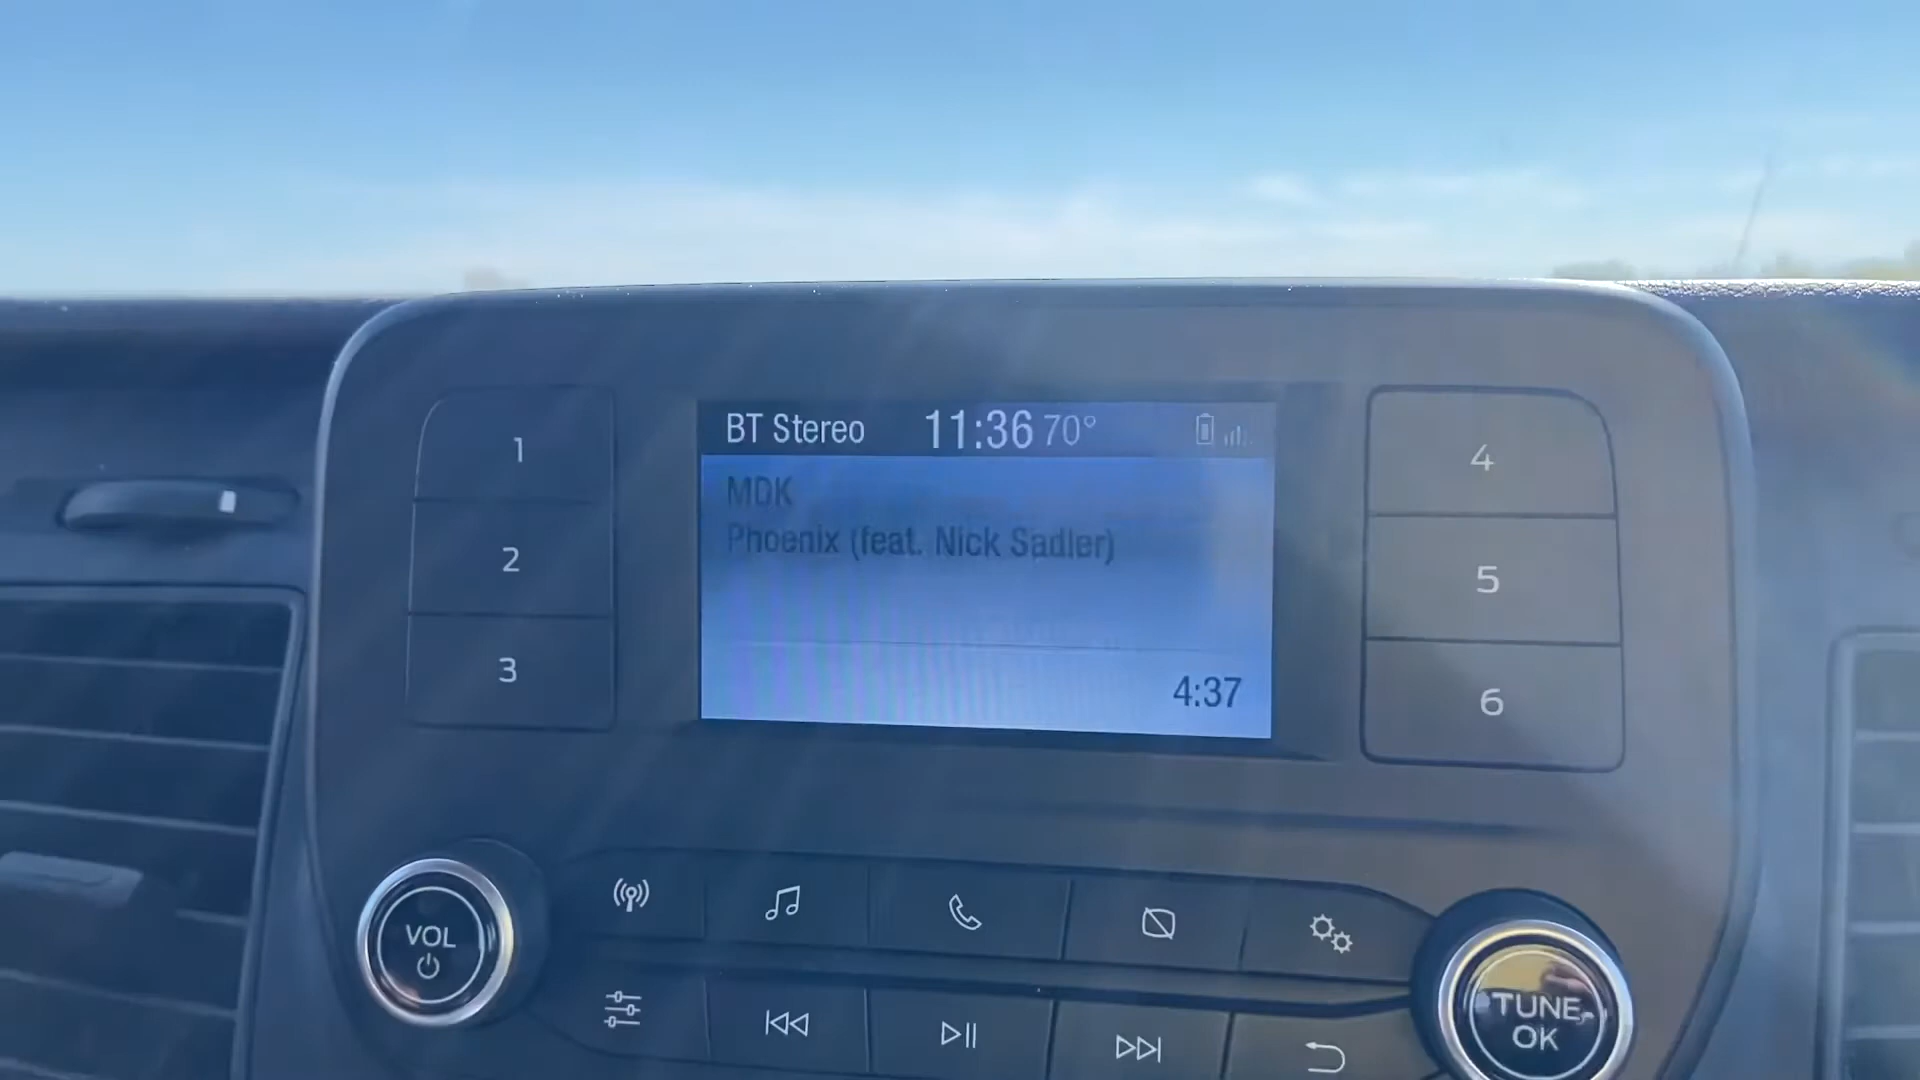 BT Stereo 11:36 70°
MDK
Phoenix (feat. Nick Sadler)
4:37
1
2
3
4
5
6
VOL
TUNE
OK